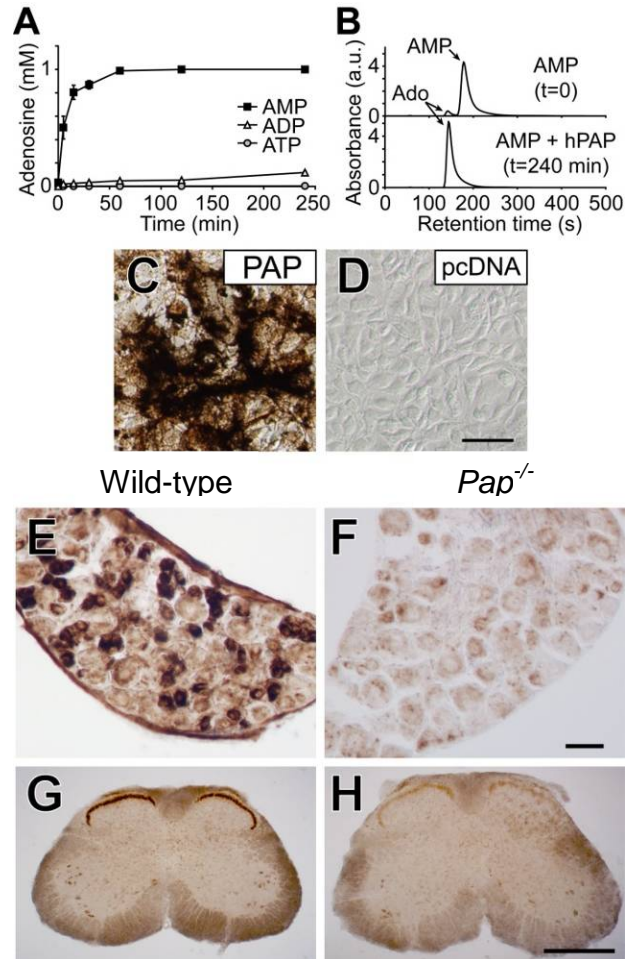 A
Adenosine (mM)
1
0
AMP
ADP
ATP
0 50 100 150 200 250
Time (min)
B
Absorbance (a.u.)
4
0
AMP
Ado
AMP
(t=0)
4
0
AMP + hPAP
(t=240 min)
0 100 200 300 400 500
Retention time (s)
C
PAP
D
pcDNA
Wild-type
Pap-/-
E
F
G
H